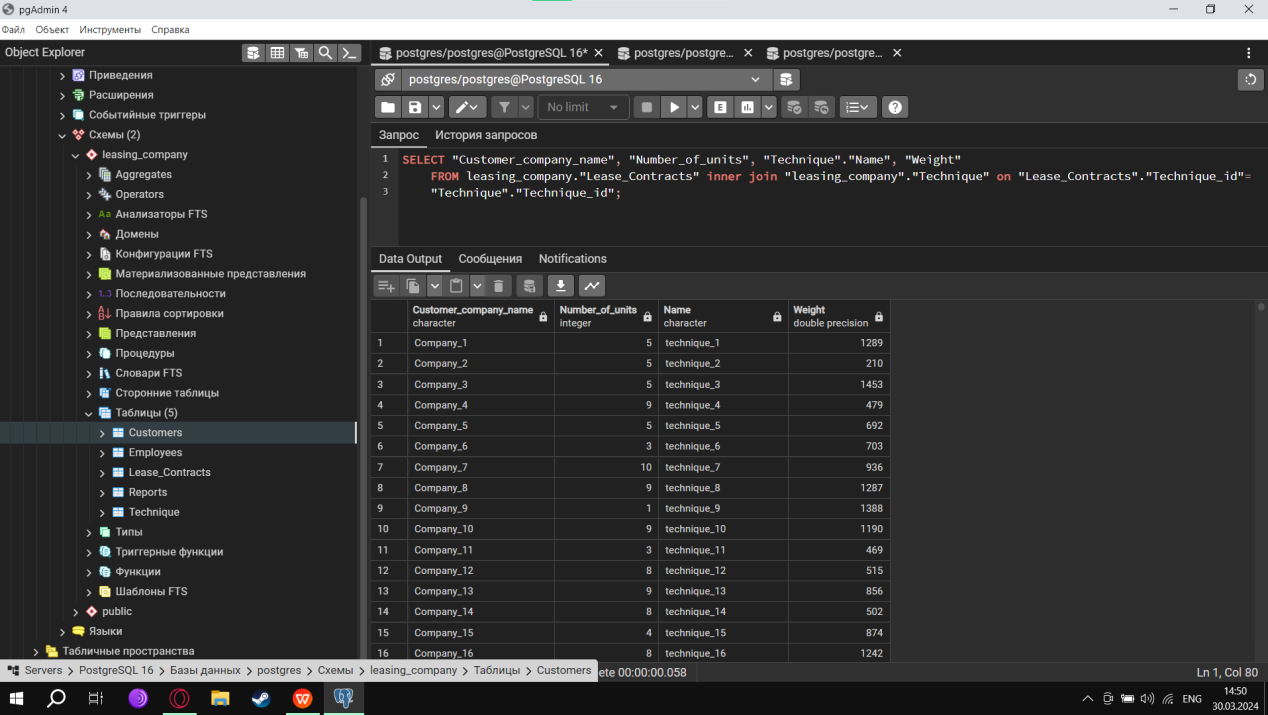 pgAdmin 4
Файл Объект Инструменты Справка
Object Explorer
Приведения
Расширения
Событийные триггеры
Схемы (2)
leasing_company
Aggregates
Operators
Aa Анализаторы FTS
Домены
Конфигурации FTS
Материализованные представления
1..3 Последовательности
Правила сортировки
Представления
Процедуры
Словари FTS
Сторонние таблицы
Таблицы (5)
Customers
Employees
Lease_Contracts
Reports
Technique
Типы
Триггерные функции
Функции
Шаблоны FTS
public
Языки
Табличные пространства
postgres/postgres@PostgreSQL 16* postgres/postgre... postgres/postgre...
postgres/postgres@PostgreSQL 16
No limit E
Запрос История запросов
1 SELECT "Customer_company_name", "Number_of_units", "Technique"."Name", "Weight"
2 FROM leasing_company."Lease_Contracts" inner join "leasing_company"."Technique" on "Lease_Contracts"."Technique_id"=
3 "Technique"."Technique_id";
Data Output Сообщения Notifications
Customer_company_name Number_of_units Name Weight
character integer character double precision
1 Company_1 5 technique_1 1289
2 Company_2 5 technique_2 210
3 Company_3 5 technique_3 1453
4 Company_4 9 technique_4 479
5 Company_5 5 technique_5 692
6 Company_6 3 technique_6 703
7 Company_7 10 technique_7 936
8 Company_8 9 technique_8 1287
9 Company_9 1 technique_9 1388
10 Company_10 9 technique_10 1190
11 Company_11 3 technique_11 469
12 Company_12 8 technique_12 515
13 Company_13 9 technique_13 856
14 Company_14 8 technique_14 502
15 Company_15 4 technique_15 874
16 Company_16 8 technique_16 1242
Servers PostgreSQL 16 Базы данных postgres Схемы leasing_company Таблицы Customers ete 00:00:00.058 Ln 1, Col 80
ENG
14:50
30.03.2024